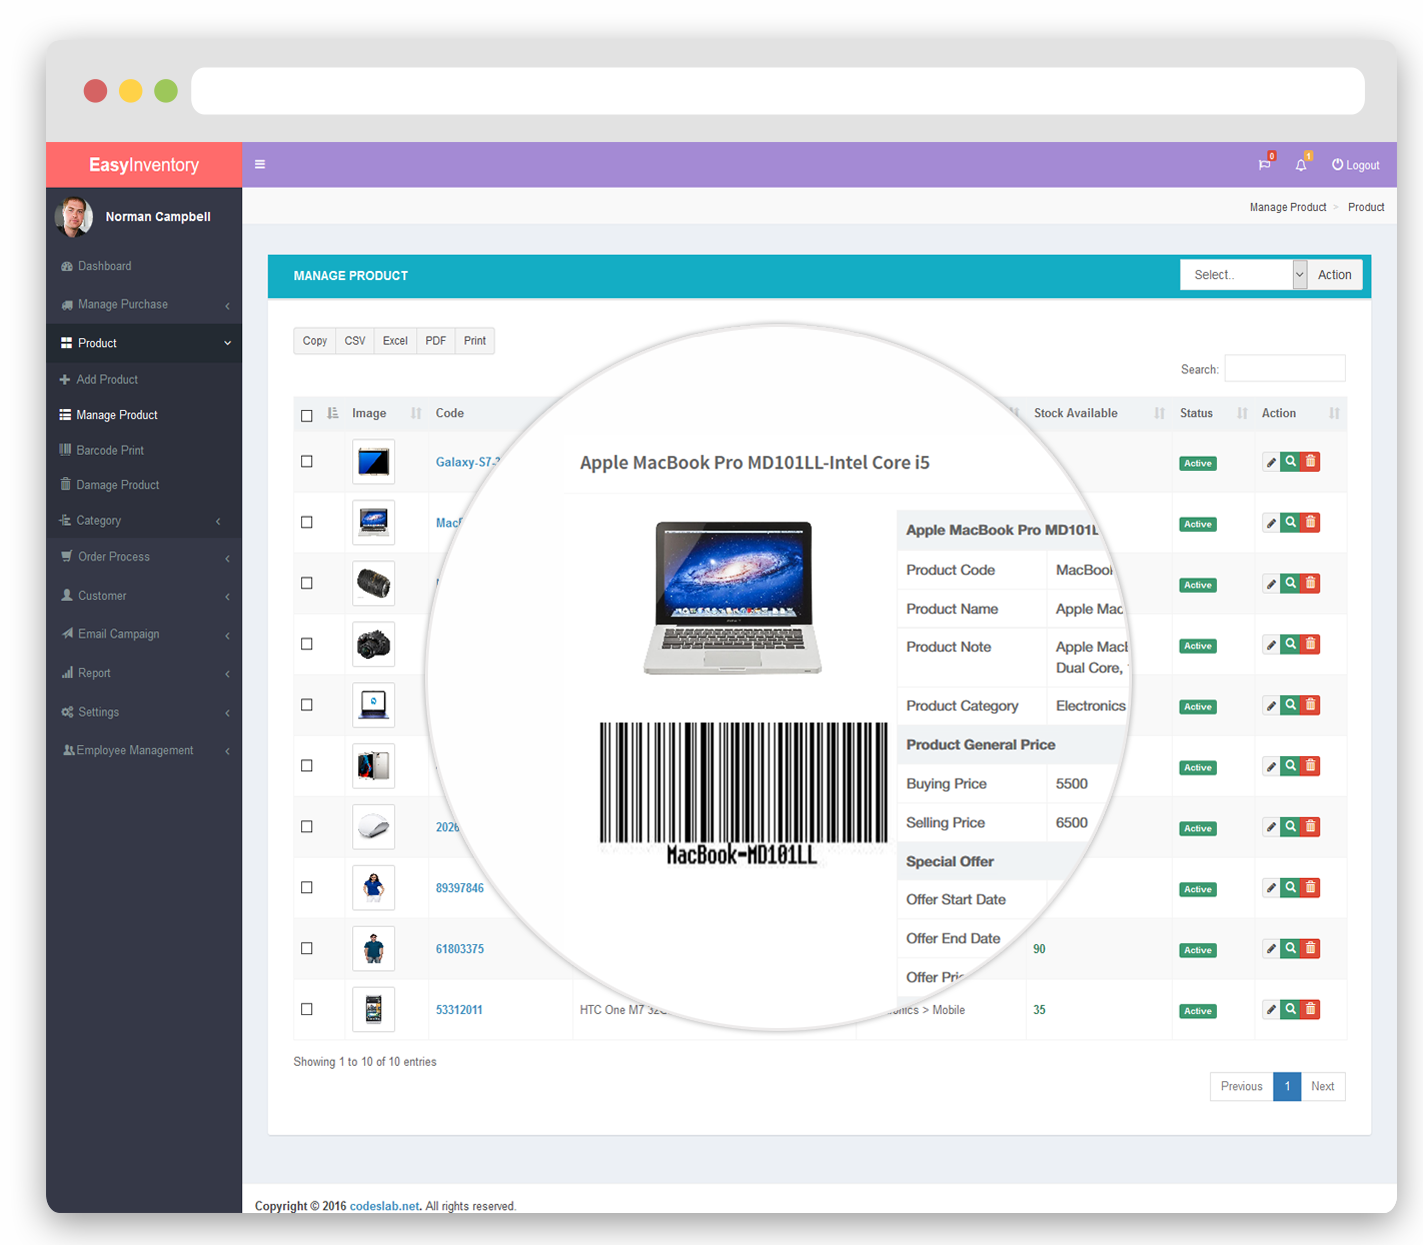 EasyInventory
0
1
Logout
Norman Campbell
Manage Product > Product
Dashboard
Manage Purchase
Product
Add Product
Manage Product
Barcode Print
Damage Product
Category
Order Process
Customer
Email Campaign
Report
Settings
Employee Management
MANAGE PRODUCT
Select..
Action
Copy CSV Excel PDF Print
Search:
Image Code Stock Available Status Action
Galaxy-S7-
Active
Active
Active
Active
Active
Active
Active
89397846 Active
61803375 90 Active
53312011 HTC One M7 > Mobile 35 Active
Apple MacBook Pro MD101LL-Intel Core i5
MacBook-MD101LL
Apple MacBook Pro MD101L
Product Code MacBook
Product Name Apple Mac
Product Note Apple Mac
Dual Core,
Product Category Electronics
Product General Price
Buying Price 5500
Selling Price 6500
Special Offer
Offer Start Date
Offer End Date
Offer
Showing 1 to 10 of 10 entries
Previous 1 Next
Copyright © 2016 codeslab.net. All rights reserved.